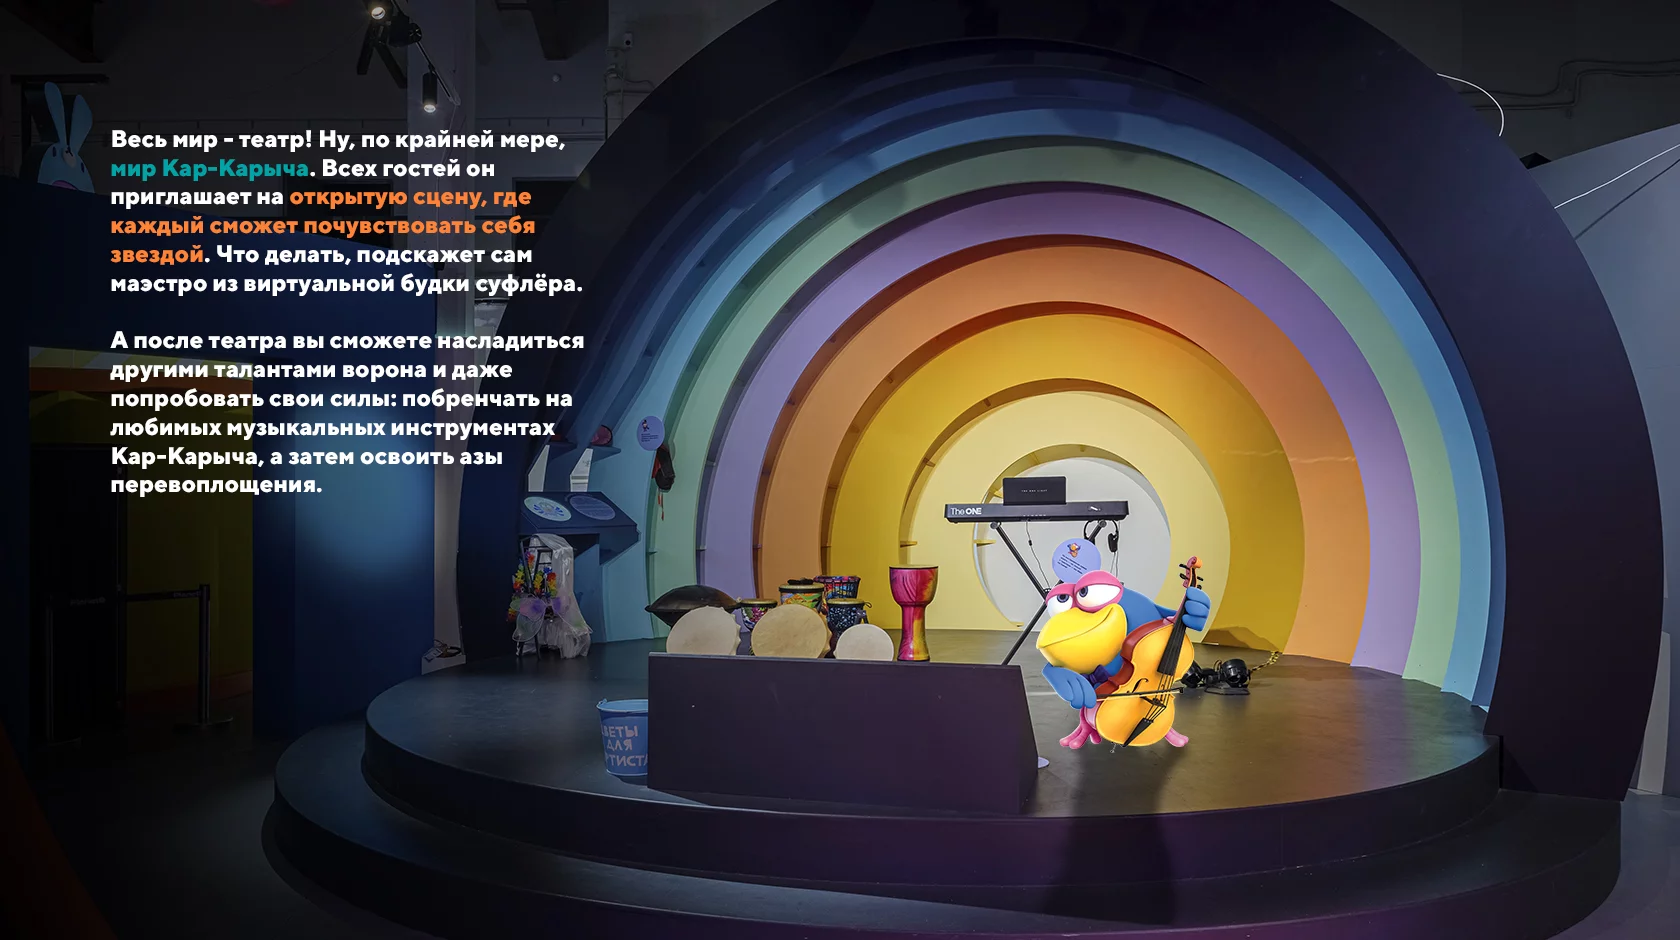 Весь мир - театр! Ну, по крайней мере,
мир Кар-Карыча. Всех гостей он
приглашает на открытую сцену, где
каждый сможет почувствовать себя
звездой. Что делать, подскажет сам
маэстро из виртуальной будки суфлёра.
А после театра вы сможете насладиться
другими талантами ворона и даже
попробовать свои силы: побренчать на
любимых музыкальных инструментах
Кар-Карыча, а затем освоить азы
перевоплощения.
The ONE
ЦВЕТЫ
ДЛЯ
АРТИСТА